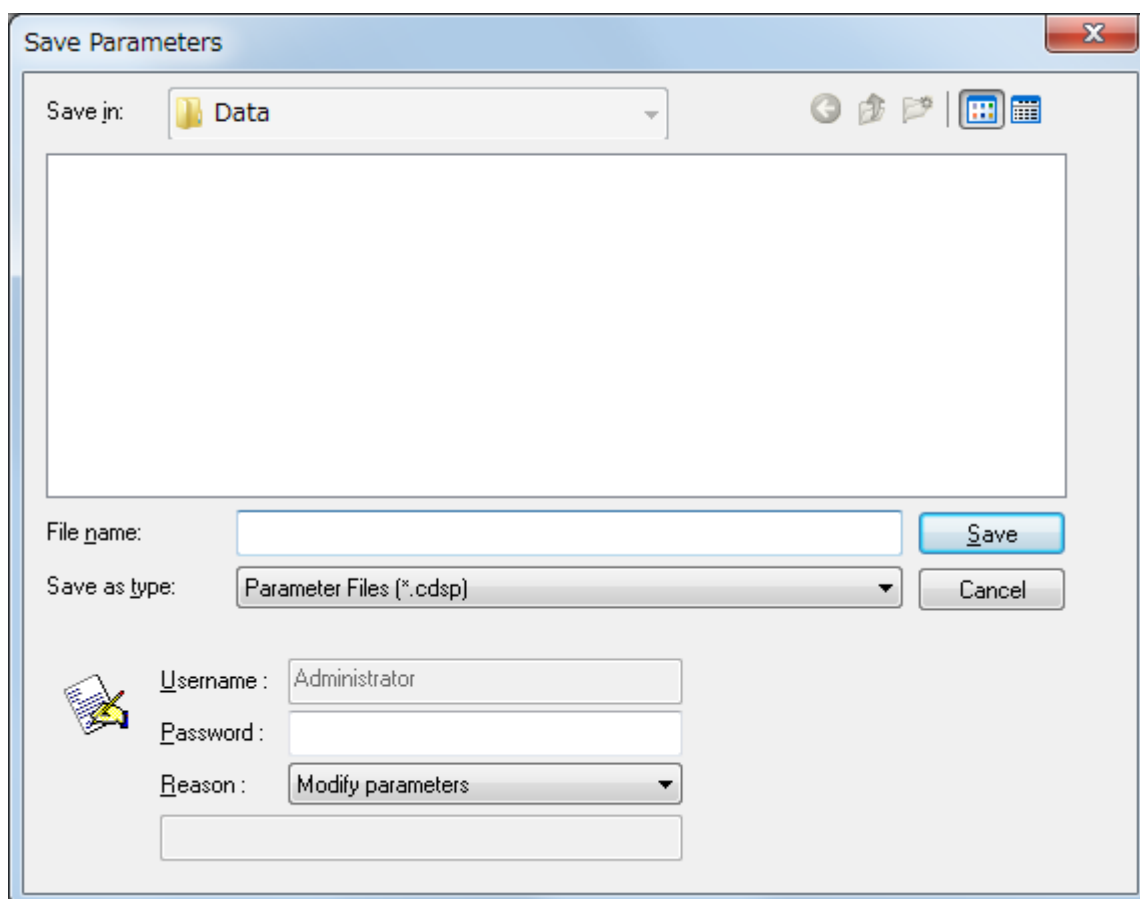 Save Parameters
Save in: Data
File name: Save
Save as type: Parameter Files (*.cdsp) Cancel
Username : Administrator
Password :
Reason : Modify parameters